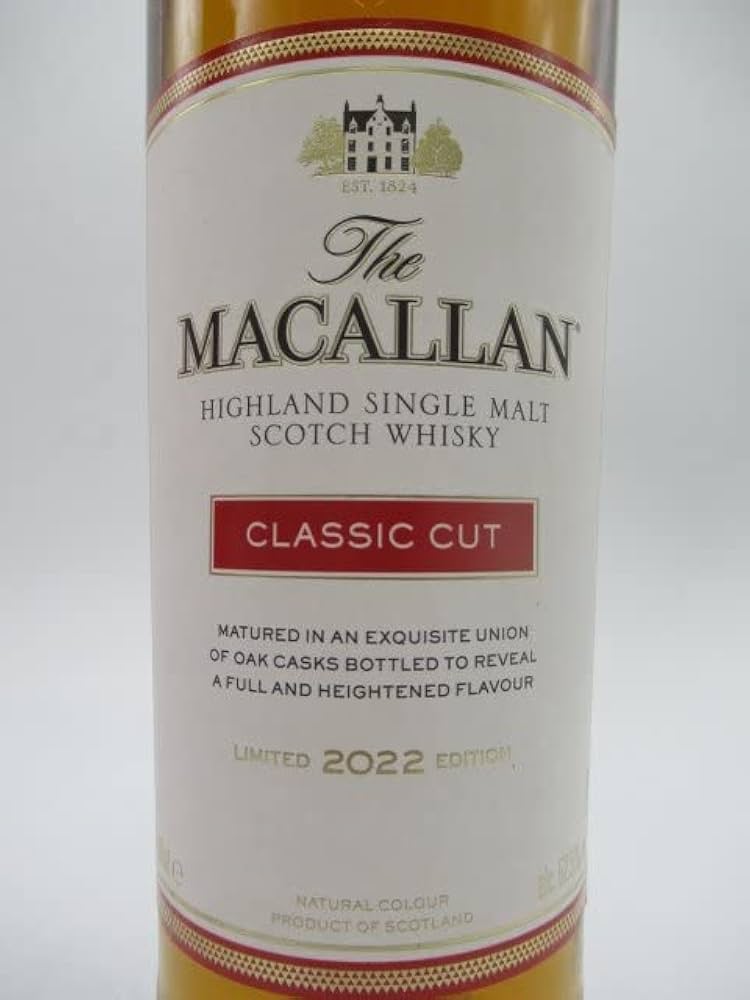 EST. 1824
The
MACALLAN
HIGHLAND SINGLE MALT
SCOTCH WHISKY
CLASSIC CUT
MATURED IN AN EXQUISITE UNION
OF OAK CASKS BOTTLED TO REVEAL
A FULL AND HEIGHTENED FLAVOUR
LIMITED 2022 EDITION
NATURAL COLOUR
PRODUCT OF SCOTLAND